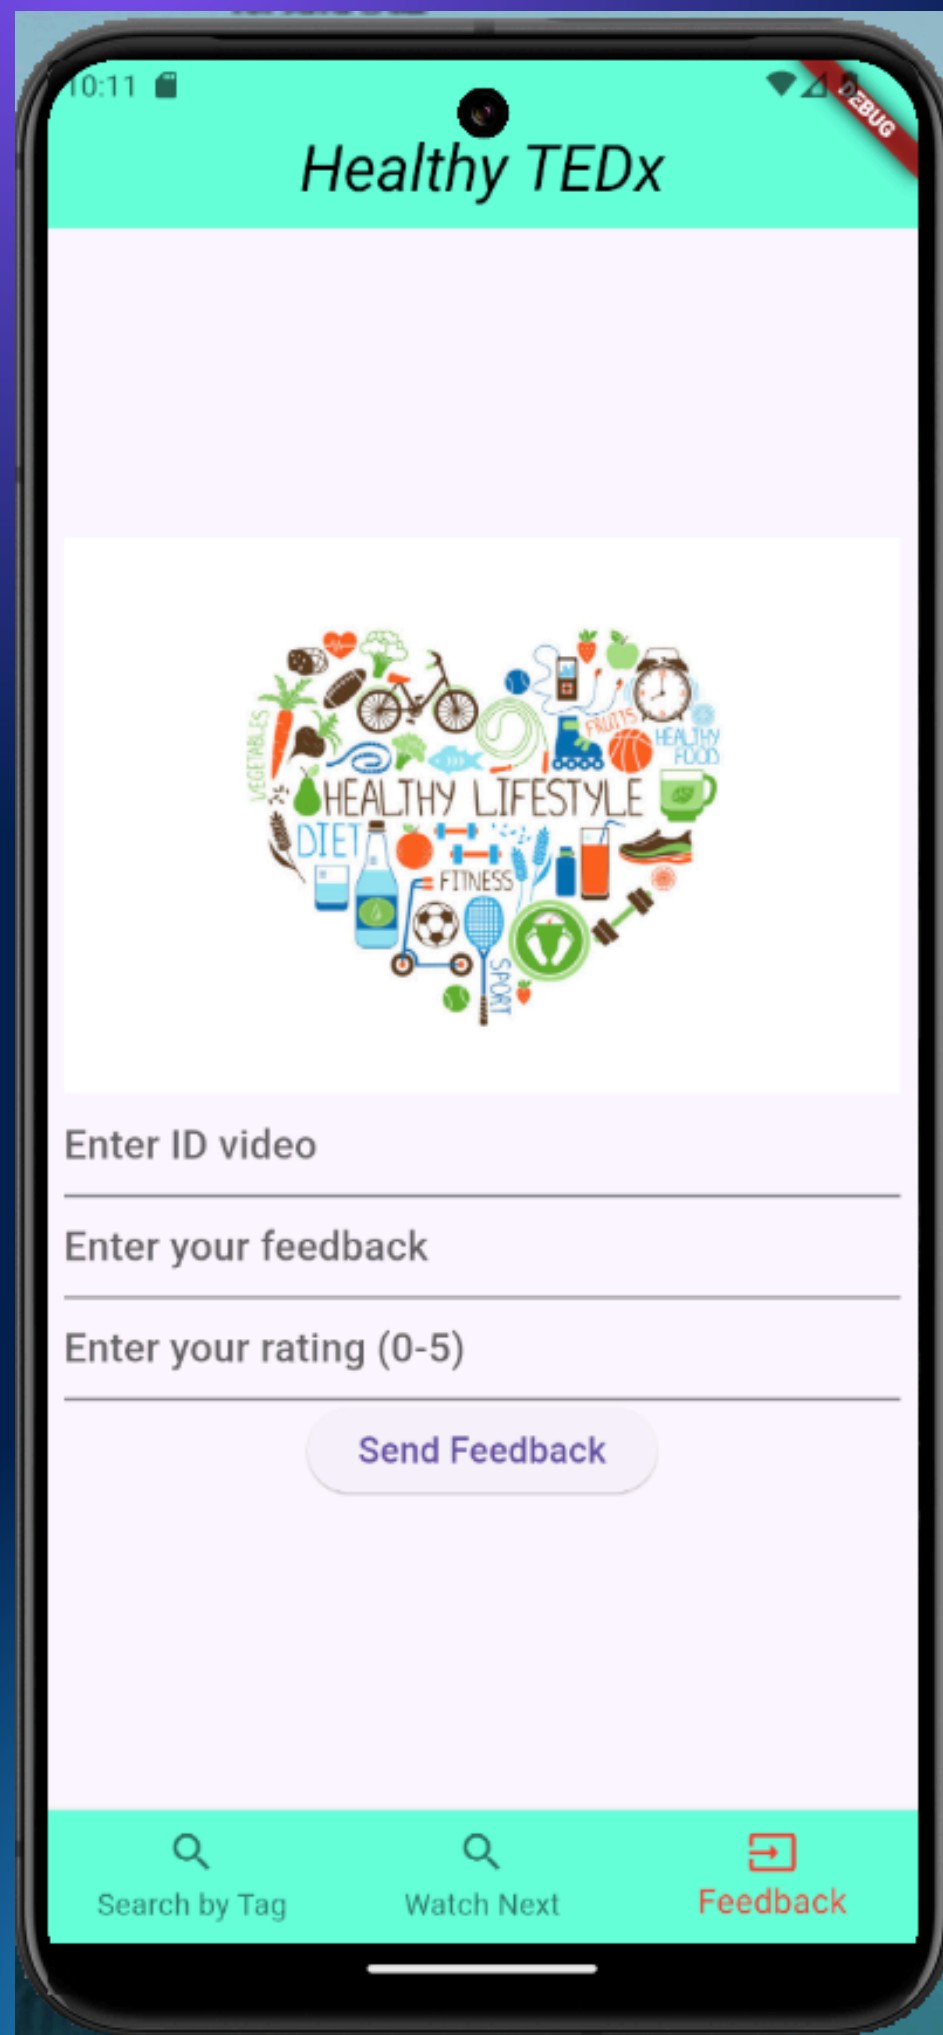 10:11
DEBUG
Healthy TEDx
VEGETABLES
FRUITS
HEALTHY
FOOD
HEALTHY LIFESTYLE
DIET
FITNESS
SPORT
Enter ID video
Enter your feedback
Enter your rating (0-5)
Send Feedback
Search by Tag
Watch Next
Feedback